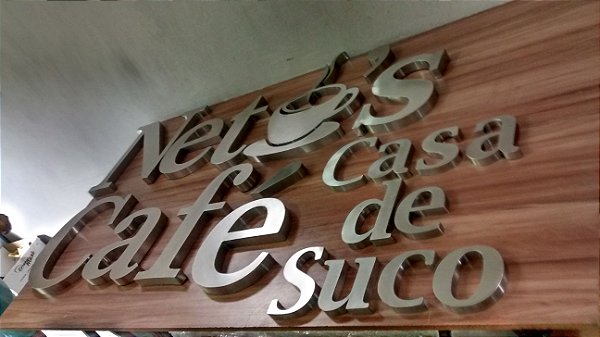 Neto's
Café
Casa
de
suco